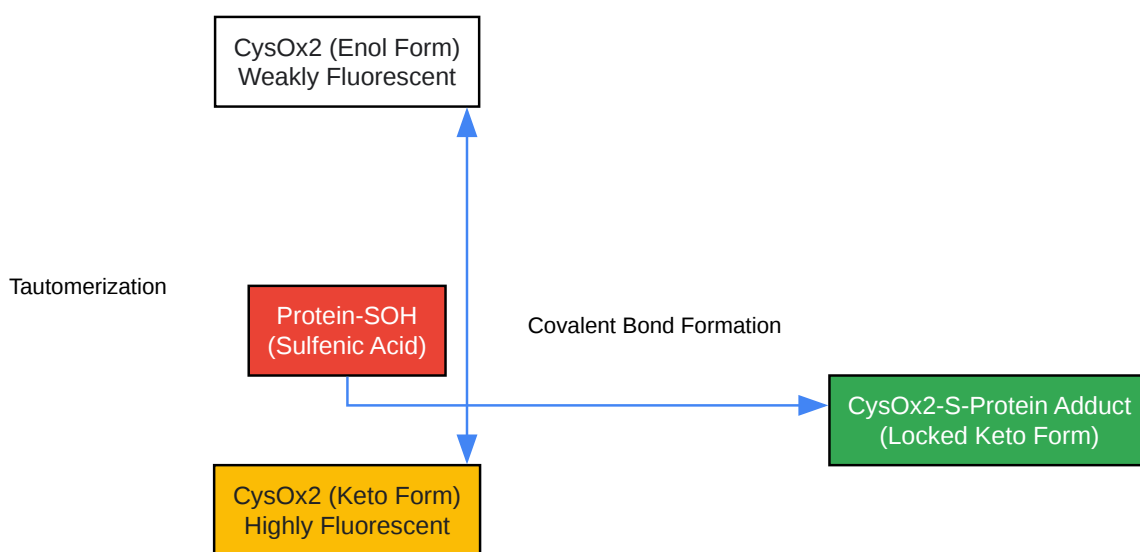 CysOx2 (Enol Form)
Weakly Fluorescent
Tautomerization
Protein-SOH
(Sulfenic Acid)
Covalent Bond Formation
CysOx2-S-Protein Adduct
(Locked Keto Form)
CysOx2 (Keto Form)
Highly Fluorescent